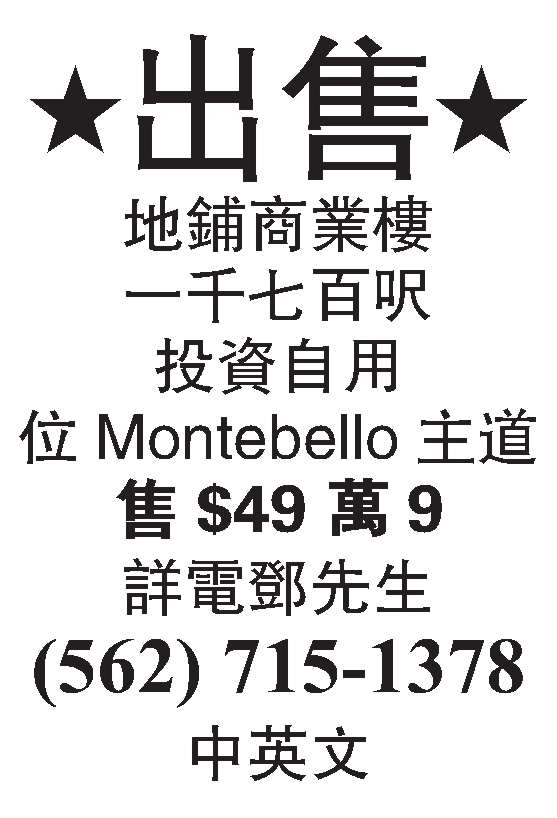 ★出售★
地鋪商業樓
一千七百呎
投資自用
位 Montebello 主道
售 $49 萬 9
詳電鄧先生
(562) 715-1378
中英文